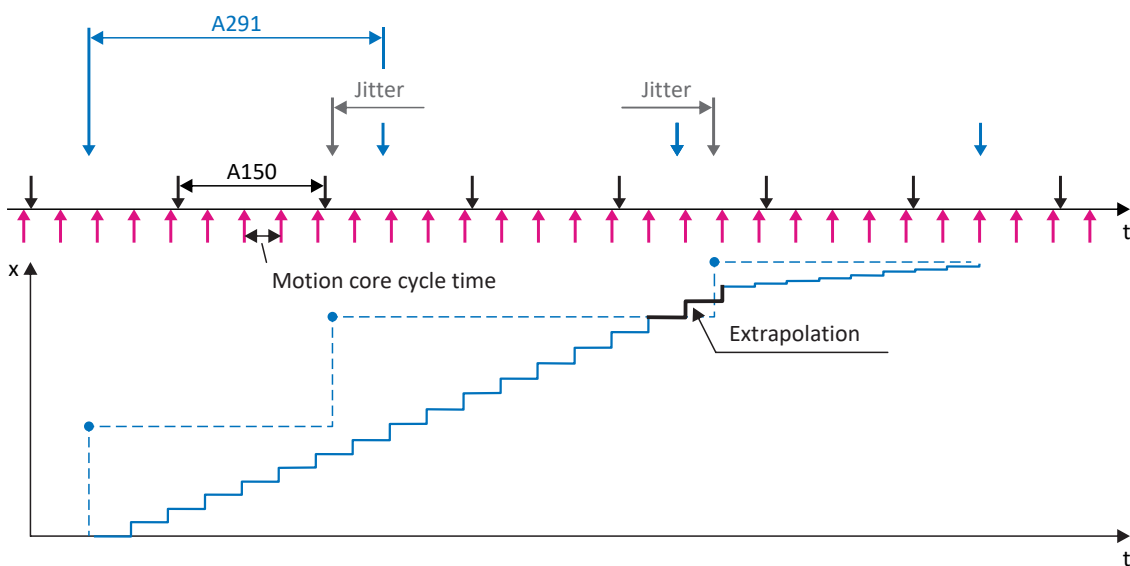 A291
Jitter
Jitter
A150
t
Motion core cycle time
x
Extrapolation
t